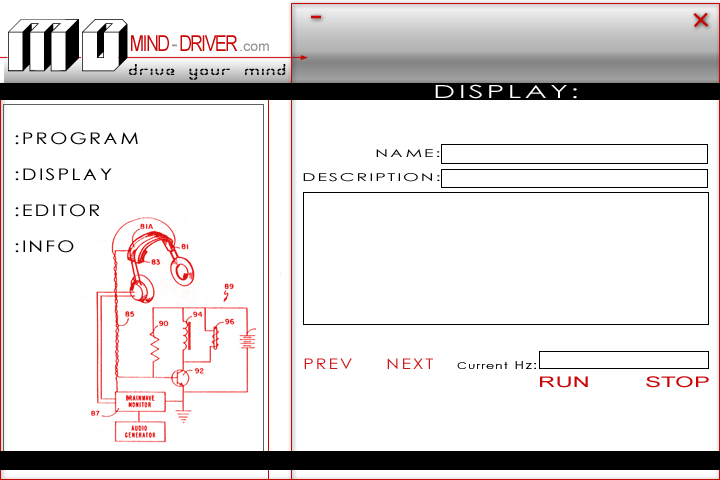 MD MIND-DRIVER.com
drive your mind
DISPLAY:
:PROGRAM
:DISPLAY
:EDITOR
:INFO
NAME:
DESCRIPTION:
81A
81
83
89
85
90
94
96
92
BRAINWAVE
MONITOR
87
AUDIO
GENERATOR
PREV NEXT Current Hz:
RUN STOP